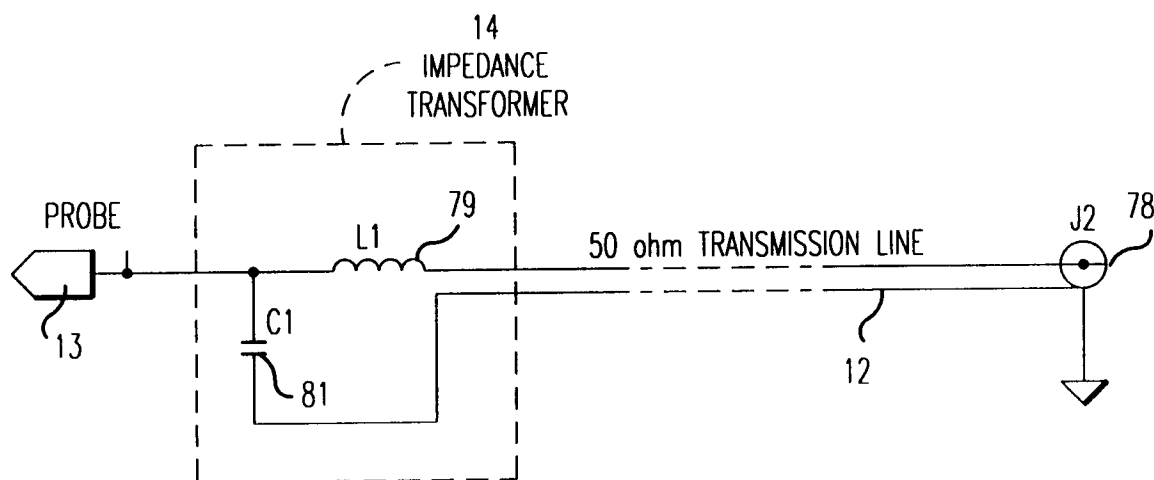 14
IMPEDANCE
TRANSFORMER
PROBE
L1
79
50 ohm TRANSMISSION LINE
J2
78
13
C1
81
12